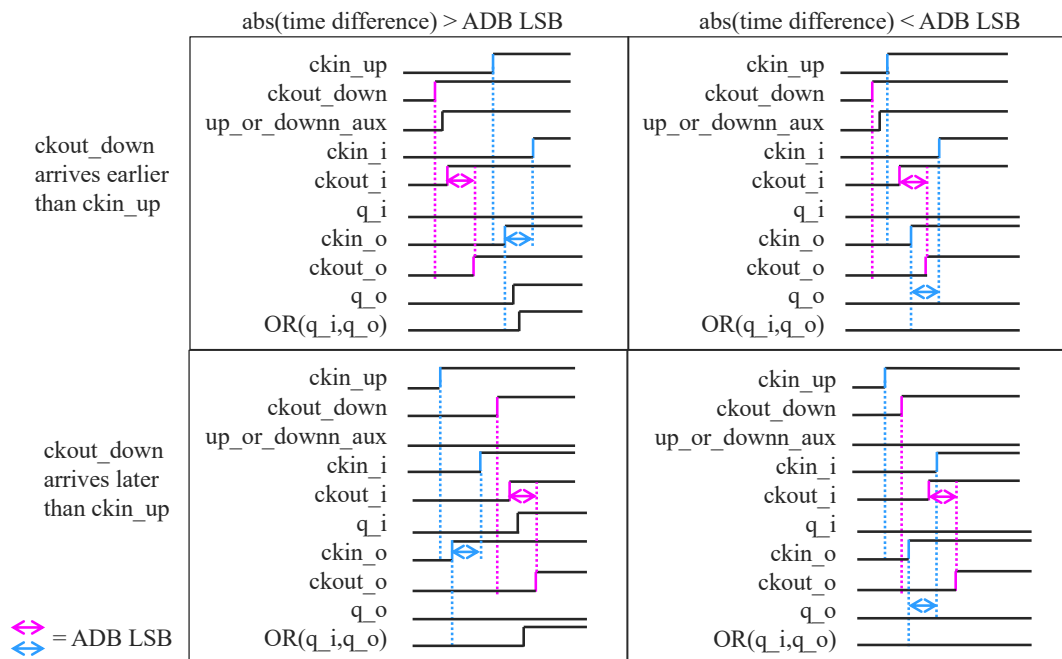 abs(time difference) > ADB LSB
abs(time difference) < ADB LSB
ckout_down
arrives earlier
than ckin_up
ckin_up
ckout_down
up_or_downn_aux
ckin_i
ckout_i
q_i
ckin_o
ckout_o
q_o
OR(q_i,q_o)
ckin_up
ckout_down
up_or_downn_aux
ckin_i
ckout_i
q_i
ckin_o
ckout_o
q_o
OR(q_i,q_o)
ckout_down
arrives later
than ckin_up
ckin_up
ckout_down
up_or_downn_aux
ckin_i
ckout_i
q_i
ckin_o
ckout_o
q_o
OR(q_i,q_o)
ckin_up
ckout_down
up_or_downn_aux
ckin_i
ckout_i
q_i
ckin_o
ckout_o
q_o
OR(q_i,q_o)
= ADB LSB